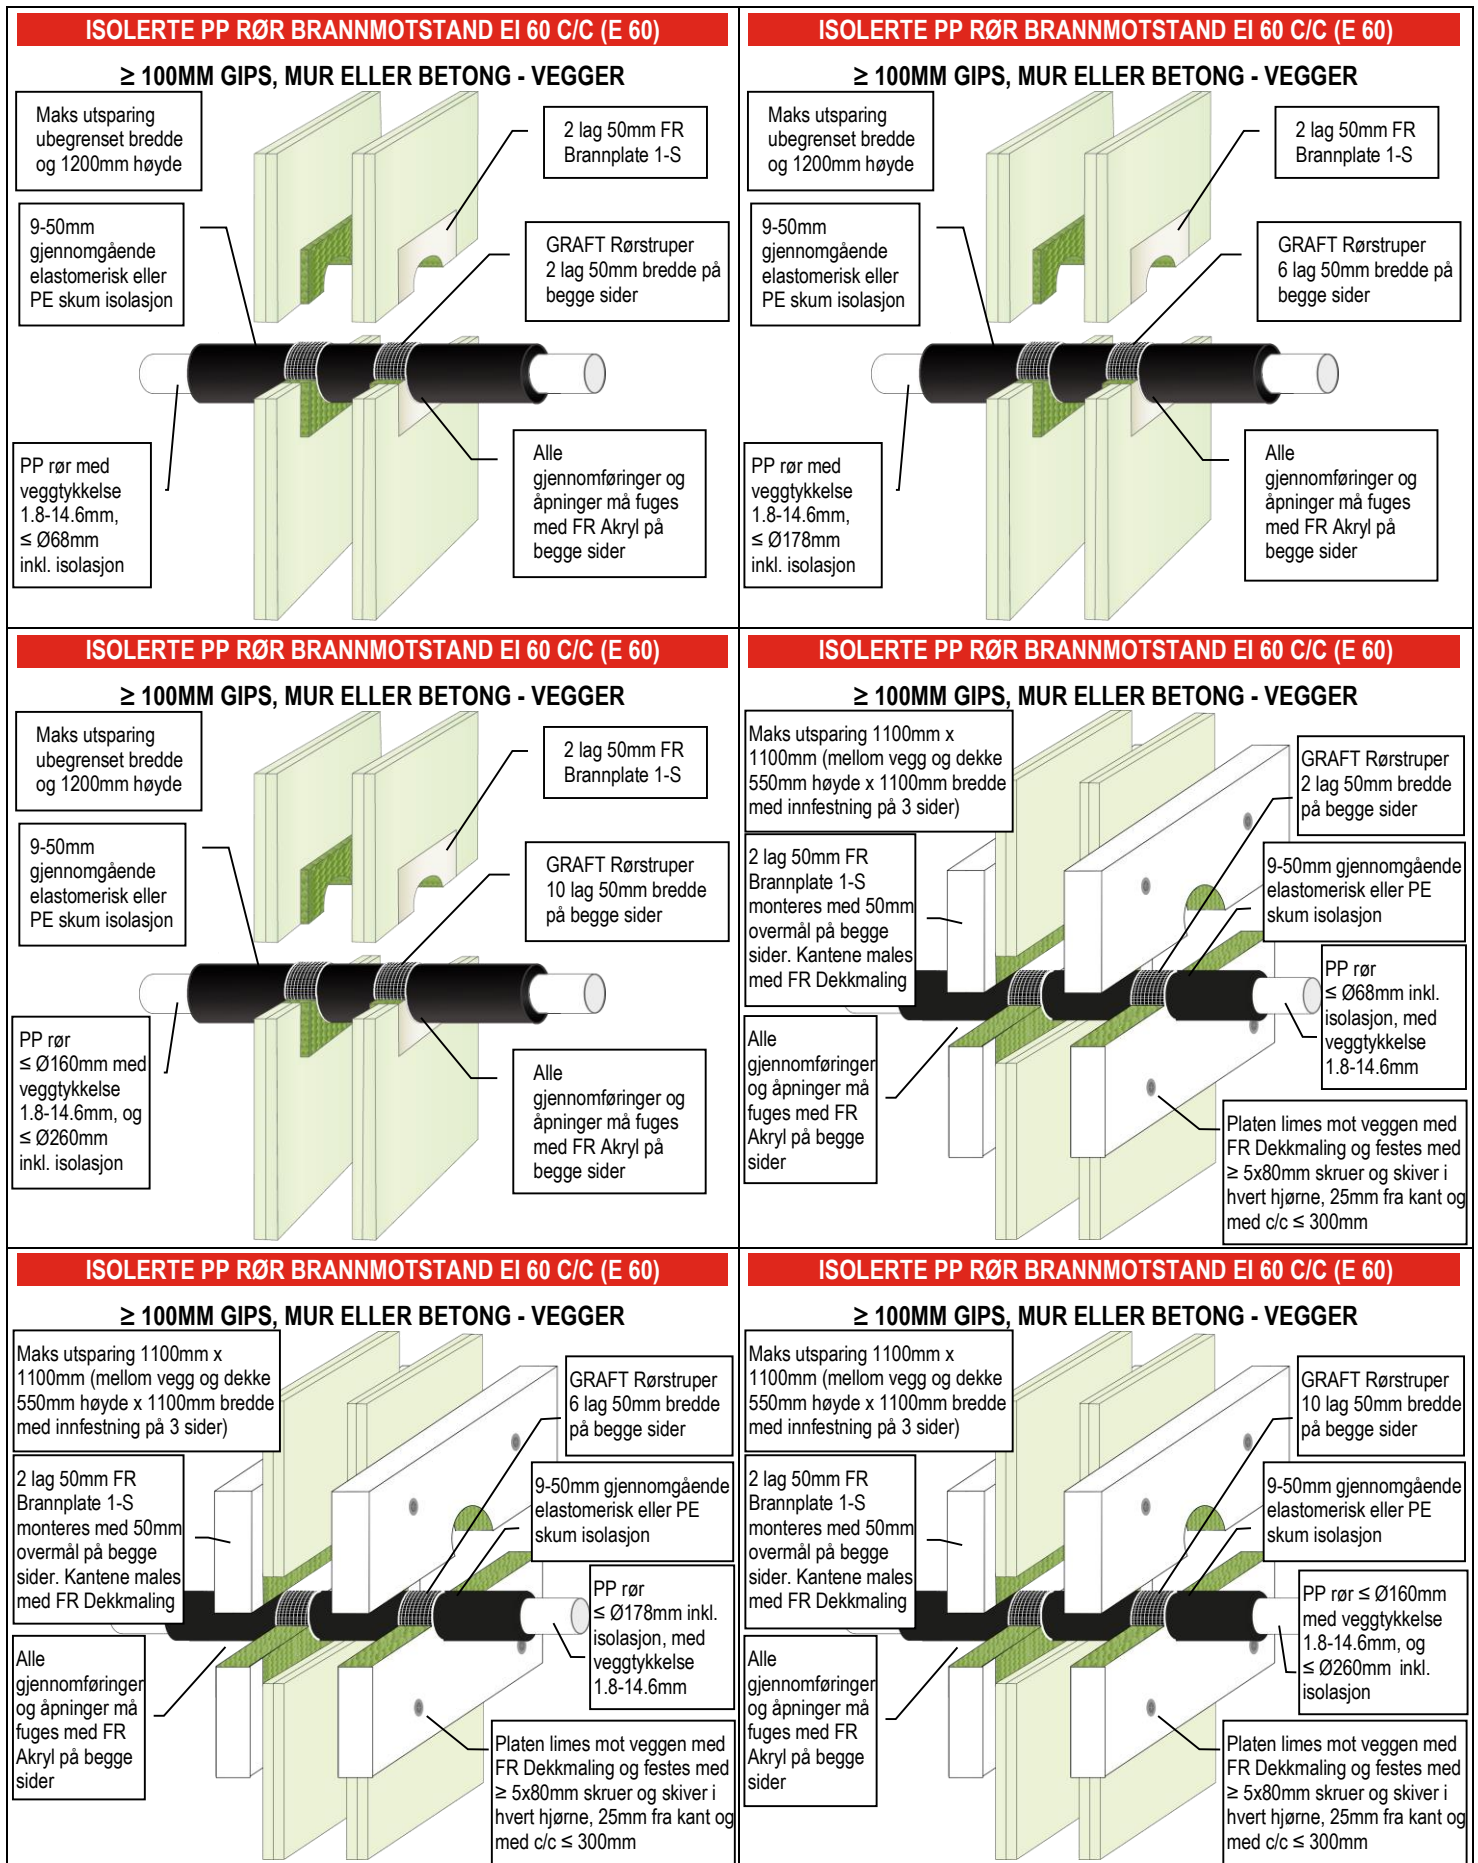 ISOLERTE PP RØR BRANNMOTSTAND EI 60 C/C (E 60)
≥ 100MM GIPS, MUR ELLER BETONG - VEGGER
Maks utsparing
ubegrenset bredde
og 1200mm høyde
2 lag 50mm FR
Brannplate 1-S
9-50mm
gjennomgående
elastomerisk eller
PE skum isolasjon
GRAFT Rørstruper
2 lag 50mm bredde på
begge sider
PP rør med
veggtykkelse
1.8-14.6mm,
≤ Ø68mm
inkl. isolasjon
Alle
gjennomføringer og
åpninger må fuges
med FR Akryl på
begge sider
ISOLERTE PP RØR BRANNMOTSTAND EI 60 C/C (E 60)
≥ 100MM GIPS, MUR ELLER BETONG - VEGGER
Maks utsparing
ubegrenset bredde
og 1200mm høyde
2 lag 50mm FR
Brannplate 1-S
9-50mm
gjennomgående
elastomerisk eller
PE skum isolasjon
GRAFT Rørstruper
6 lag 50mm bredde på
begge sider
PP rør med
veggtykkelse
1.8-14.6mm,
≤ Ø178mm
inkl. isolasjon
Alle
gjennomføringer og
åpninger må fuges
med FR Akryl på
begge sider
ISOLERTE PP RØR BRANNMOTSTAND EI 60 C/C (E 60)
≥ 100MM GIPS, MUR ELLER BETONG - VEGGER
Maks utsparing
ubegrenset bredde
og 1200mm høyde
2 lag 50mm FR
Brannplate 1-S
9-50mm
gjennomgående
elastomerisk eller
PE skum isolasjon
GRAFT Rørstruper
10 lag 50mm bredde
på begge sider
PP rør
≤ Ø160mm med
veggtykkelse
1.8-14.6mm, og
≤ Ø260mm
inkl. isolasjon
Alle
gjennomføringer og
åpninger må fuges
med FR Akryl på
begge sider
ISOLERTE PP RØR BRANNMOTSTAND EI 60 C/C (E 60)
≥ 100MM GIPS, MUR ELLER BETONG - VEGGER
Maks utsparing 1100mm x
1100mm (mellom vegg og dekke
550mm høyde x 1100mm bredde
med innfestning på 3 sider)
GRAFT Rørstruper
2 lag 50mm bredde
på begge sider
2 lag 50mm FR
Brannplate 1-S
monteres med 50mm
overmål på begge
sider. Kantene males
med FR Dekkmaling
9-50mm gjennomgående
elastomerisk eller PE
skum isolasjon
PP rør
≤ Ø68mm inkl.
isolasjon, med
veggtykkelse
1.8-14.6mm
Alle
gjennomføringer
og åpninger må
fuges med FR
Akryl på begge
sider
Platen limes mot veggen med
FR Dekkmaling og festes med
≥ 5x80mm skruer og skiver i
hvert hjørne, 25mm fra kant og
med c/c ≤ 300mm
ISOLERTE PP RØR BRANNMOTSTAND EI 60 C/C (E 60)
≥ 100MM GIPS, MUR ELLER BETONG - VEGGER
Maks utsparing 1100mm x
1100mm (mellom vegg og dekke
550mm høyde x 1100mm bredde
med innfestning på 3 sider)
GRAFT Rørstruper
6 lag 50mm bredde
på begge sider
2 lag 50mm FR
Brannplate 1-S
monteres med 50mm
overmål på begge
sider. Kantene males
med FR Dekkmaling
9-50mm gjennomgående
elastomerisk eller PE
skum isolasjon
PP rør
≤ Ø178mm inkl.
isolasjon, med
veggtykkelse
1.8-14.6mm
Alle
gjennomføringer
og åpninger må
fuges med FR
Akryl på begge
sider
Platen limes mot veggen med
FR Dekkmaling og festes med
≥ 5x80mm skruer og skiver i
hvert hjørne, 25mm fra kant og
med c/c ≤ 300mm
ISOLERTE PP RØR BRANNMOTSTAND EI 60 C/C (E 60)
≥ 100MM GIPS, MUR ELLER BETONG - VEGGER
Maks utsparing 1100mm x
1100mm (mellom vegg og dekke
550mm høyde x 1100mm bredde
med innfestning på 3 sider)
GRAFT Rørstruper
10 lag 50mm bredde
på begge sider
2 lag 50mm FR
Brannplate 1-S
monteres med 50mm
overmål på begge
sider. Kantene males
med FR Dekkmaling
9-50mm gjennomgående
elastomerisk eller PE
skum isolasjon
PP rør ≤ Ø160mm
med veggtykkelse
1.8-14.6mm, og
≤ Ø260mm inkl.
isolasjon
Alle
gjennomføringer
og åpninger må
fuges med FR
Akryl på begge
sider
Platen limes mot veggen med
FR Dekkmaling og festes med
≥ 5x80mm skruer og skiver i
hvert hjørne, 25mm fra kant og
med c/c ≤ 300mm